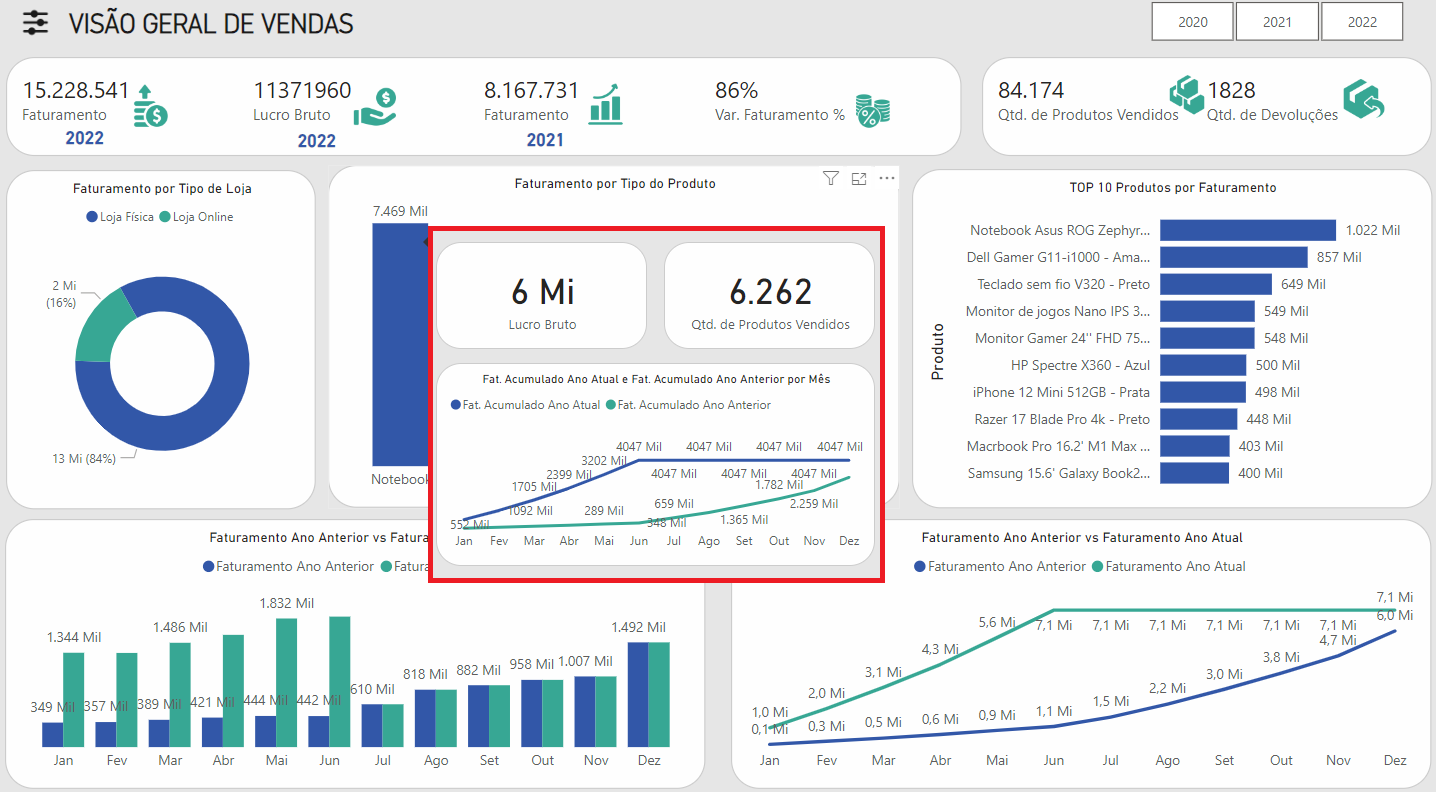 VISÃO GERAL DE VENDAS
2020
2021
2022
15.228.541
Faturamento
2022
11371960
Lucro Bruto
2022
8.167.731
Faturamento
2021
86%
Var. Faturamento %
84.174
Qtd. de Produtos Vendidos
1828
Qtd. de Devoluções
Faturamento por Tipo de Loja
Loja Física Loja Online
2 Mi
(16%)
13 Mi (84%)
Faturamento por Tipo do Produto
7.469 Mil
Notebook
6 Mi
Lucro Bruto
6.262
Qtd. de Produtos Vendidos
Fat. Acumulado Ano Atual e Fat. Acumulado Ano Anterior por Mês
Fat. Acumulado Ano Atual Fat. Acumulado Ano Anterior
4047 Mil 4047 Mil 4047 Mil 4047 Mil
3202 Mil
2399 Mil
4047 Mil 4047 Mil 4047 Mil
1705 Mil
1.782 Mil
1092 Mil 289 Mil 659 Mil 2.259 Mil
552 Mil 348 Mil 1.365 Mil
Jan Fev Mar Abr Mai Jun Jul Ago Set Out Nov Dez
TOP 10 Produtos por Faturamento
Produto
Notebook Asus ROG Zephyr... 1.022 Mil
Dell Gamer G11-i1000 - Ama... 857 Mil
Teclado sem fio V320 - Preto 649 Mil
Monitor de jogos Nano IPS 3... 549 Mil
Monitor Gamer 24'' FHD 75... 548 Mil
HP Spectre X360 - Azul 500 Mil
iPhone 12 Mini 512GB - Prata 498 Mil
Razer 17 Blade Pro 4k - Preto 448 Mil
Macrbook Pro 16.2' M1 Max ... 403 Mil
Samsung 15.6' Galaxy Book2... 400 Mil
Faturamento Ano Anterior vs Fatura
Faturamento Ano Anterior Fatura
1.344 Mil 1.486 Mil 1.832 Mil 1.492 Mil
349 Mil 357 Mil 389 Mil 421 Mil 444 Mil 442 Mil 610 Mil 818 Mil 882 Mil 958 Mil 1.007 Mil
Jan Fev Mar Abr Mai Jun Jul Ago Set Out Nov Dez
Faturamento Ano Anterior vs Faturamento Ano Atual
Faturamento Ano Anterior Faturamento Ano Atual
1,0 Mi 2,0 Mi 3,1 Mi 4,3 Mi 5,6 Mi 7,1 Mi 7,1 Mi 7,1 Mi 7,1 Mi 7,1 Mi 7,1 Mi 7,1 Mi
0,1 Mi 0,3 Mi 0,5 Mi 0,6 Mi 0,9 Mi 1,1 Mi 1,5 Mi 2,2 Mi 3,0 Mi 3,8 Mi 4,7 Mi 6,0 Mi
Jan Fev Mar Abr Mai Jun Jul Ago Set Out Nov Dez